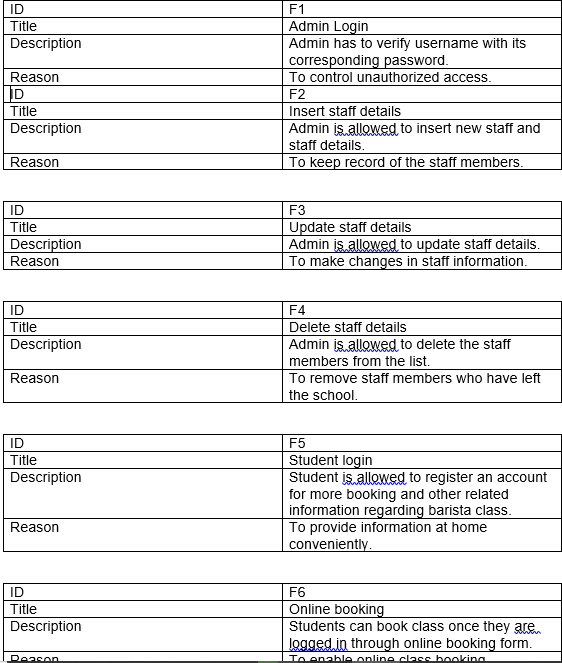 ID F1
Title Admin Login
Description Admin has to verify username with its
corresponding password.
Reason To control unauthorized access.
ID F2
Title Insert staff details
Description Admin is allowed to insert new staff and
staff details.
Reason To keep record of the staff members.
ID F3
Title Update staff details
Description Admin is allowed to update staff details.
Reason To make changes in staff information.
ID F4
Title Delete staff details
Description Admin is allowed to delete the staff
members from the list.
Reason To remove staff members who have left
the school.
ID F5
Title Student login
Description Student is allowed to register an account
for more booking and other related
information regarding barista class.
Reason To provide information at home
conveniently.
ID F6
Title Online booking
Description Students can book class once they are
logged in through online booking form.
Reason To enable online class booking